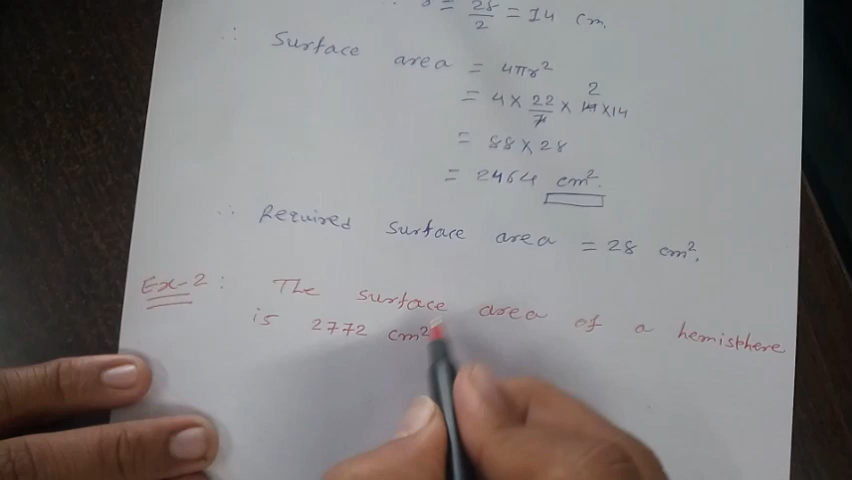 ∴ r = 28/2 = 14 cm.
∴ Surface area = 4πr²
= 4 × 22/7 × 14 × 14 2
= 88 × 28
= 2464 cm².
∴ Required surface area = 28 cm².
Ex-2 : The surface area of a hemisphere
is 2772 cm²